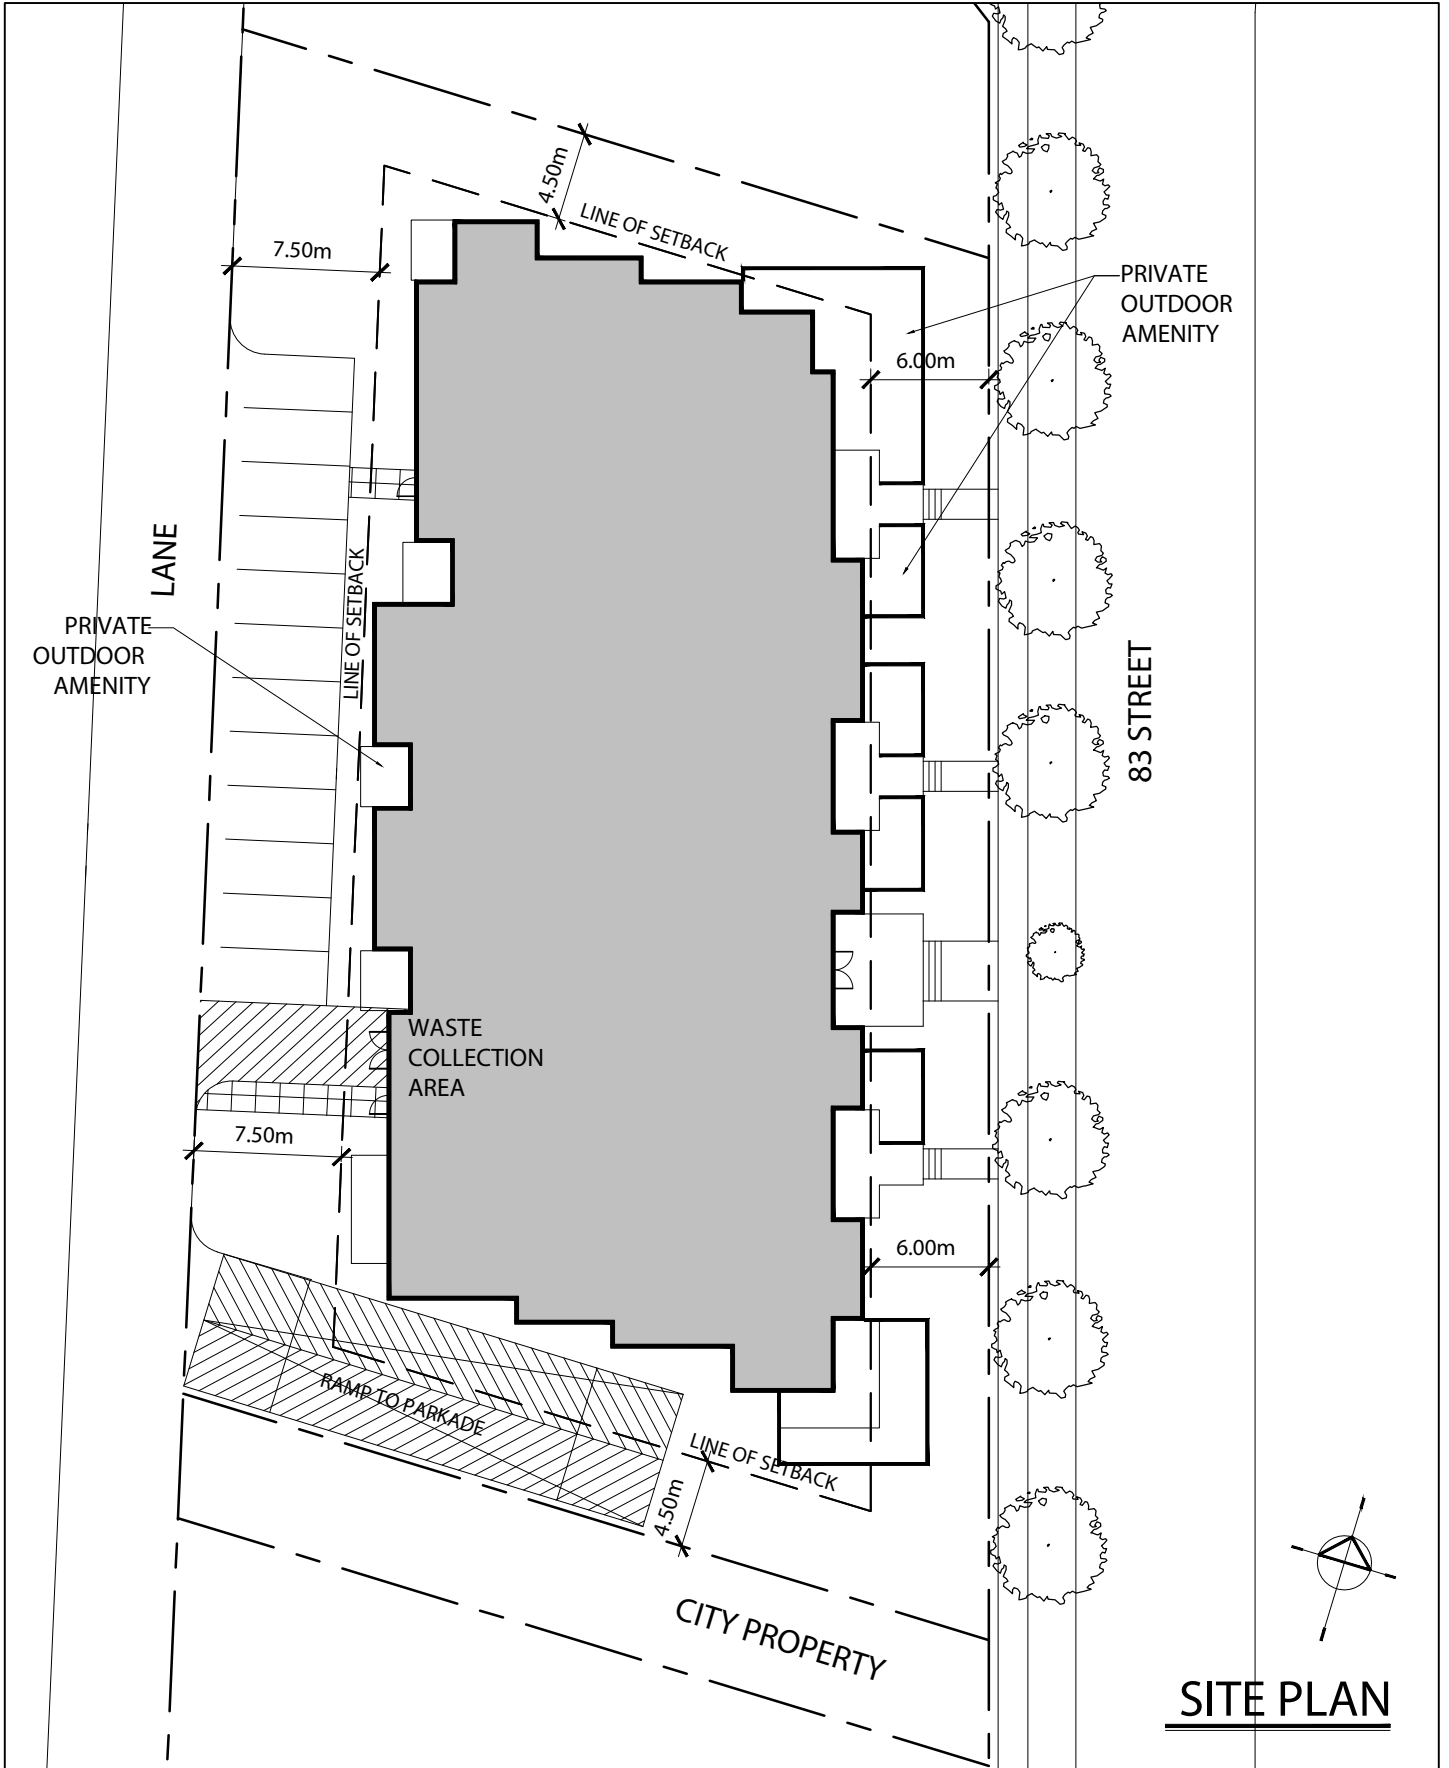 4.50m
LINE OF SETBACK
7.50m
PRIVATE
OUTDOOR
AMENITY
6.00m
LANE
LINE OF SETBACK
PRIVATE
OUTDOOR
AMENITY
83 STREET
WASTE
COLLECTION
AREA
7.50m
6.00m
RAMP TO PARKADE
LINE OF SETBACK
4.50m
CITY PROPERTY
SITE PLAN